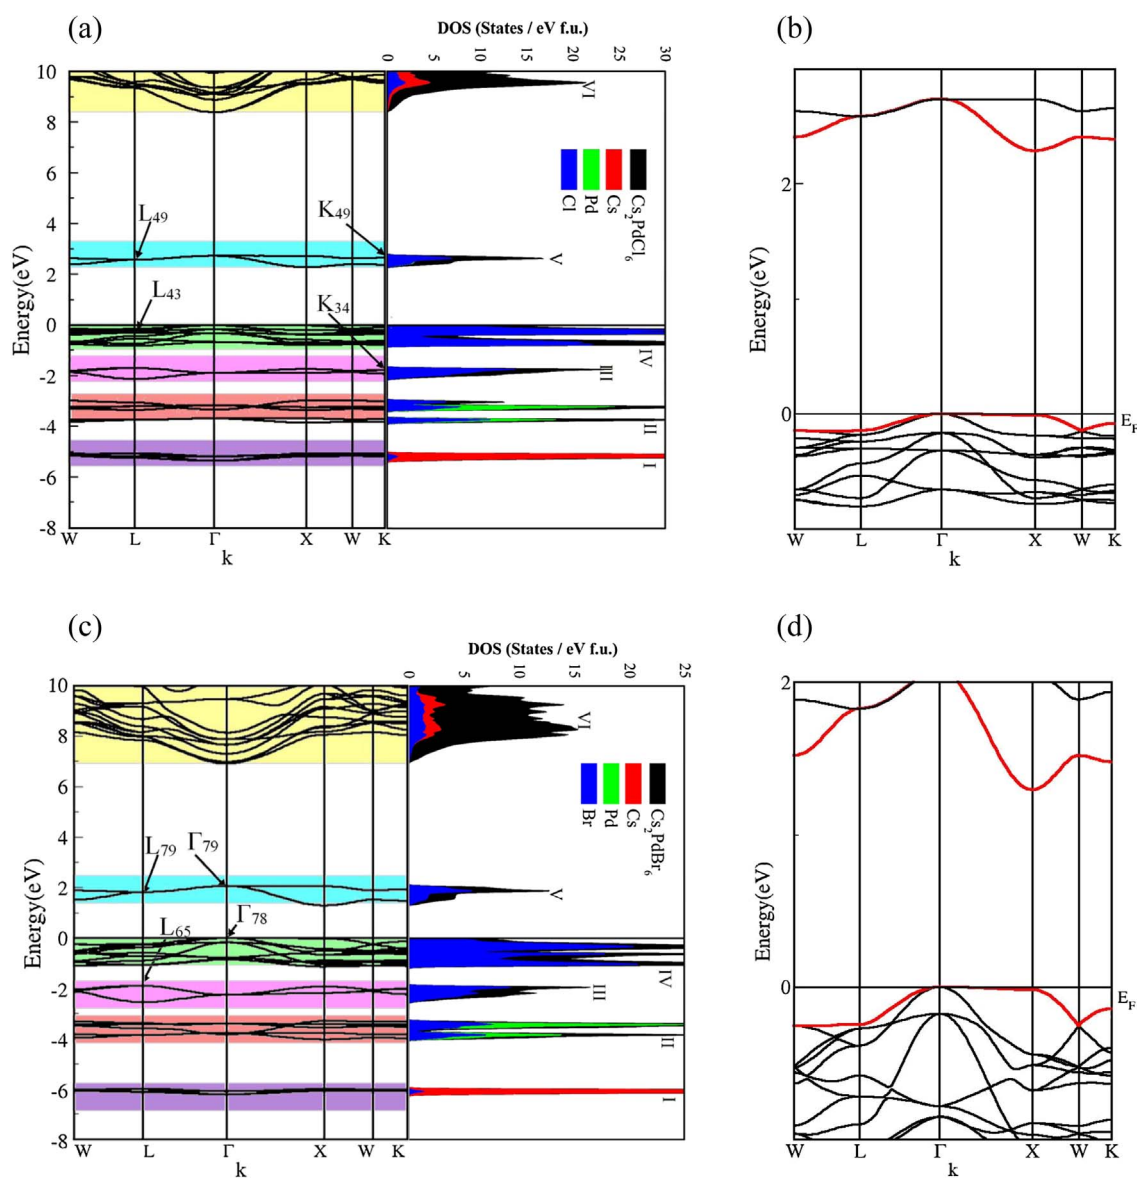 (a)
DOS (States / eV f.u.)
0 5 10 15 20 25 30
Energy(eV)
10
8
6
4
2
0
-2
-4
-6
-8
VI
Cl
Pd
Cs
Cs2PdCl6
L49
K49
V
L43
K34
IV
III
II
I
W L Γ X W K
k
(b)
Energy(eV)
2
0
EF
W L Γ X W K
k
(c)
DOS (States / eV f.u.)
0 5 10 15 20 25
Energy(eV)
10
8
6
4
2
0
-2
-4
-6
-8
VI
Br
Pd
Cs
Cs2PdBr6
L79
Γ79
V
Γ78
L65
IV
III
II
I
W L Γ X W K
k
(d)
Energy(eV)
2
0
EF
W L Γ X W K
k